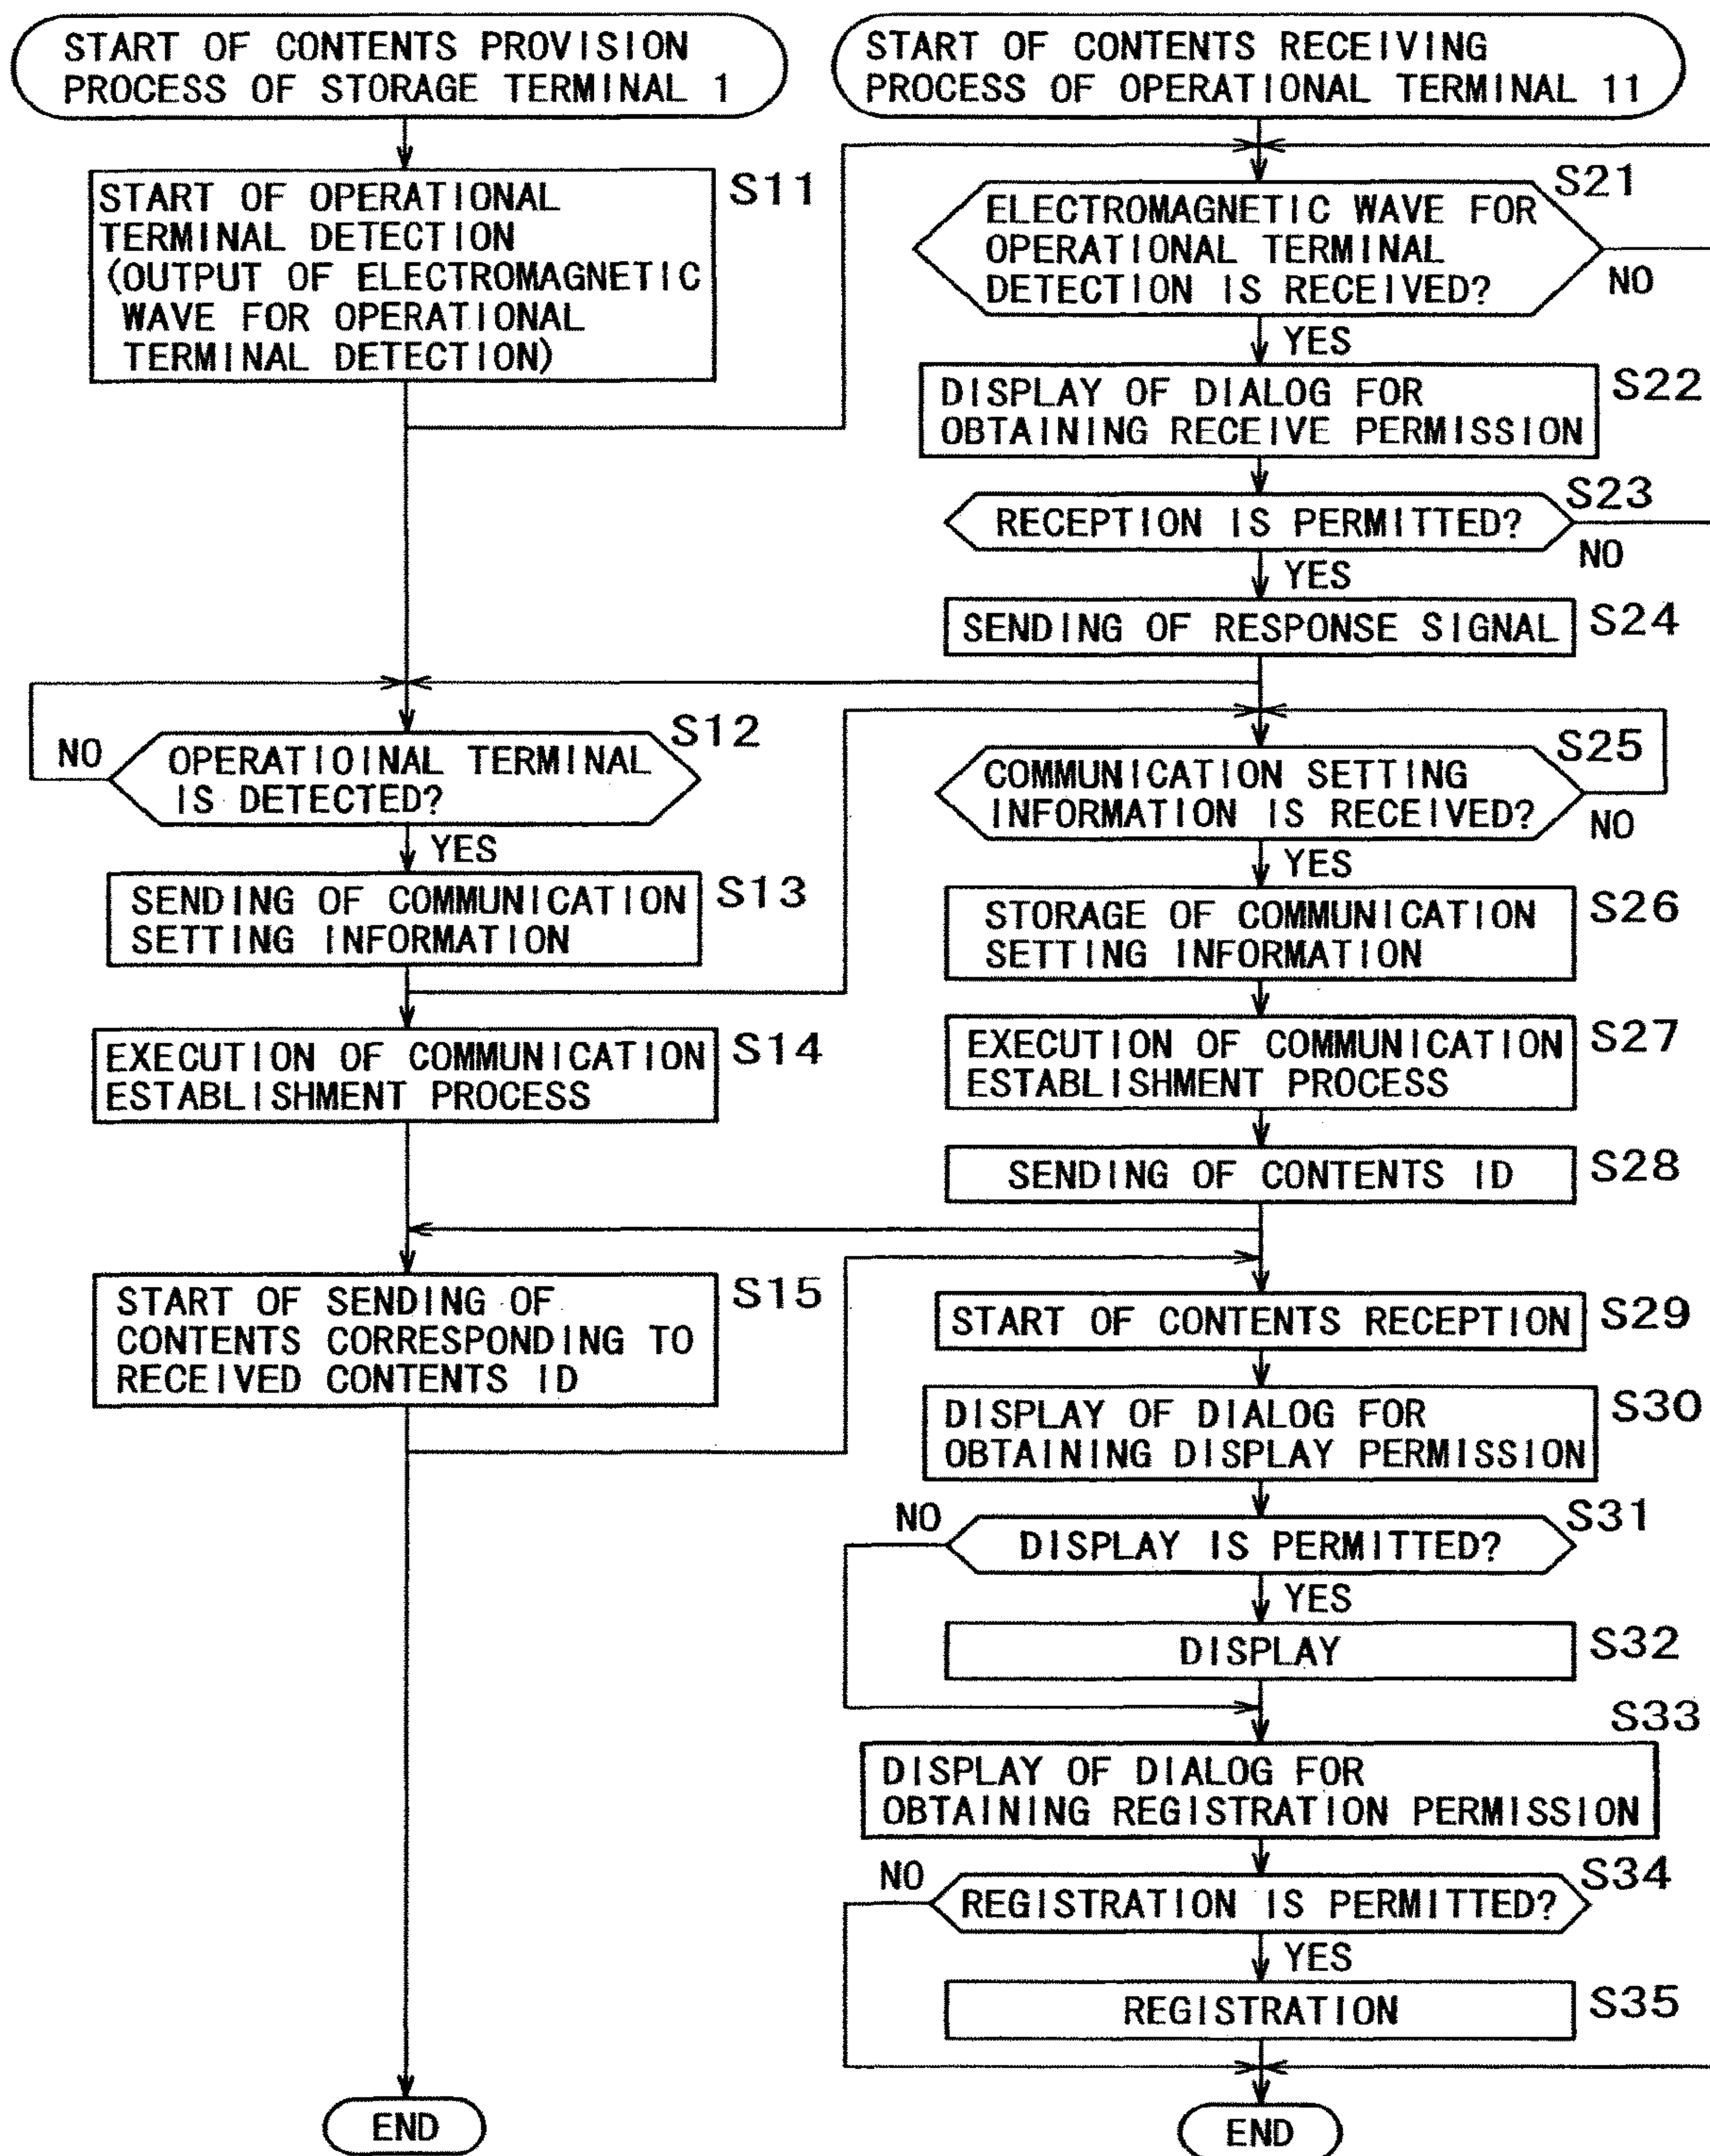 START OF CONTENTS PROVISION
PROCESS OF STORAGE TERMINAL 1
S11
START OF OPERATIONAL
TERMINAL DETECTION
(OUTPUT OF ELECTROMAGNETIC
WAVE FOR OPERATIONAL
TERMINAL DETECTION)
S12
NO
OPERATIOINAL TERMINAL
IS DETECTED?
YES
S13
SENDING OF COMMUNICATION
SETTING INFORMATION
S14
EXECUTION OF COMMUNICATION
ESTABLISHMENT PROCESS
S15
START OF SENDING OF
CONTENTS CORRESPONDING TO
RECEIVED CONTENTS ID
END
START OF CONTENTS RECEIVING
PROCESS OF OPERATIONAL TERMINAL 11
S21
ELECTROMAGNETIC WAVE FOR
OPERATIONAL TERMINAL
DETECTION IS RECEIVED?
NO
YES
S22
DISPLAY OF DIALOG FOR
OBTAINING RECEIVE PERMISSION
S23
RECEPTION IS PERMITTED?
NO
YES
SENDING OF RESPONSE SIGNAL
S24
S25
COMMUNICATION SETTING
INFORMATION IS RECEIVED?
NO
YES
S26
STORAGE OF COMMUNICATION
SETTING INFORMATION
S27
EXECUTION OF COMMUNICATION
ESTABLISHMENT PROCESS
SENDING OF CONTENTS ID
S28
START OF CONTENTS RECEPTION
S29
S30
DISPLAY OF DIALOG FOR
OBTAINING DISPLAY PERMISSION
S31
NO
DISPLAY IS PERMITTED?
YES
DISPLAY
S32
S33
DISPLAY OF DIALOG FOR
OBTAINING REGISTRATION PERMISSION
S34
NO
REGISTRATION IS PERMITTED?
YES
REGISTRATION
S35
END